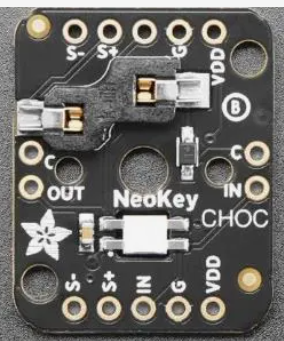 S- S+ G VDD
B
C C
OUT IN
NeoKey
CHOC
S- S+ IN G VDD